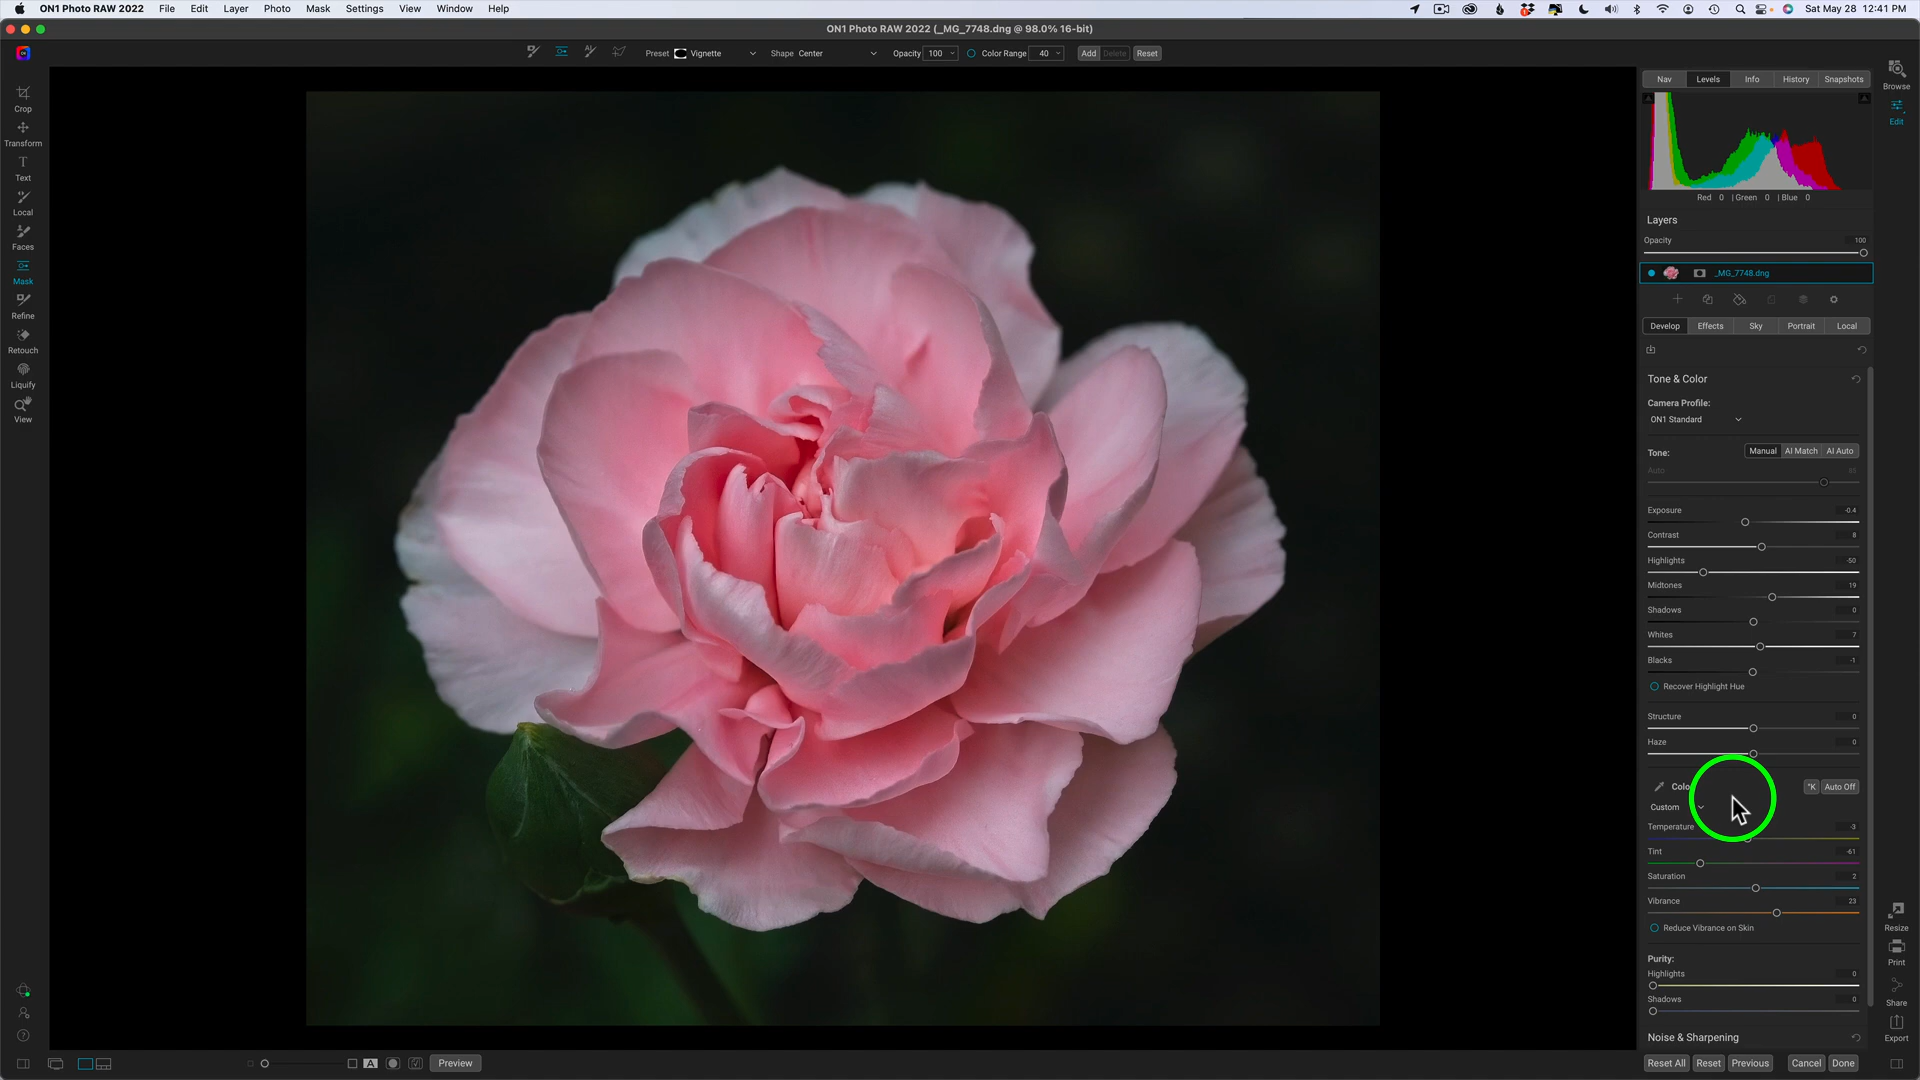 ON1 Photo RAW 2022 File Edit Layer Photo Mask Settings View Window Help Sat May 28 12:41 PM
ON1 Photo RAW 2022 (_MG_7748.dng @ 98.0% 16-bit)
Preset Vignette Shape Center Opacity 100 Color Range 40 Add Delete Reset
Crop
Transform
Text
Local
Faces
Mask
Refine
Retouch
Liquify
View
Nav Levels Info History Snapshots
Red 0 | Green 0 | Blue 0
Layers
Opacity 100
_MG_7748.dng
Develop Effects Sky Portrait Local
Tone & Color
Camera Profile:
ON1 Standard
Tone: Manual AI Match AI Auto
Auto 85
Exposure -0.4
Contrast 8
Highlights -50
Midtones 19
Shadows 0
Whites 7
Blacks -1
Recover Highlight Hue
Structure 0
Haze 0
Colo °K Auto Off
Custom
Temperature -3
Tint -61
Saturation 2
Vibrance 23
Reduce Vibrance on Skin
Purity:
Highlights 0
Shadows 0
Noise & Sharpening
Reset All Reset Previous Cancel Done
Browse
Edit
Resize
Print
Share
Export
A Preview